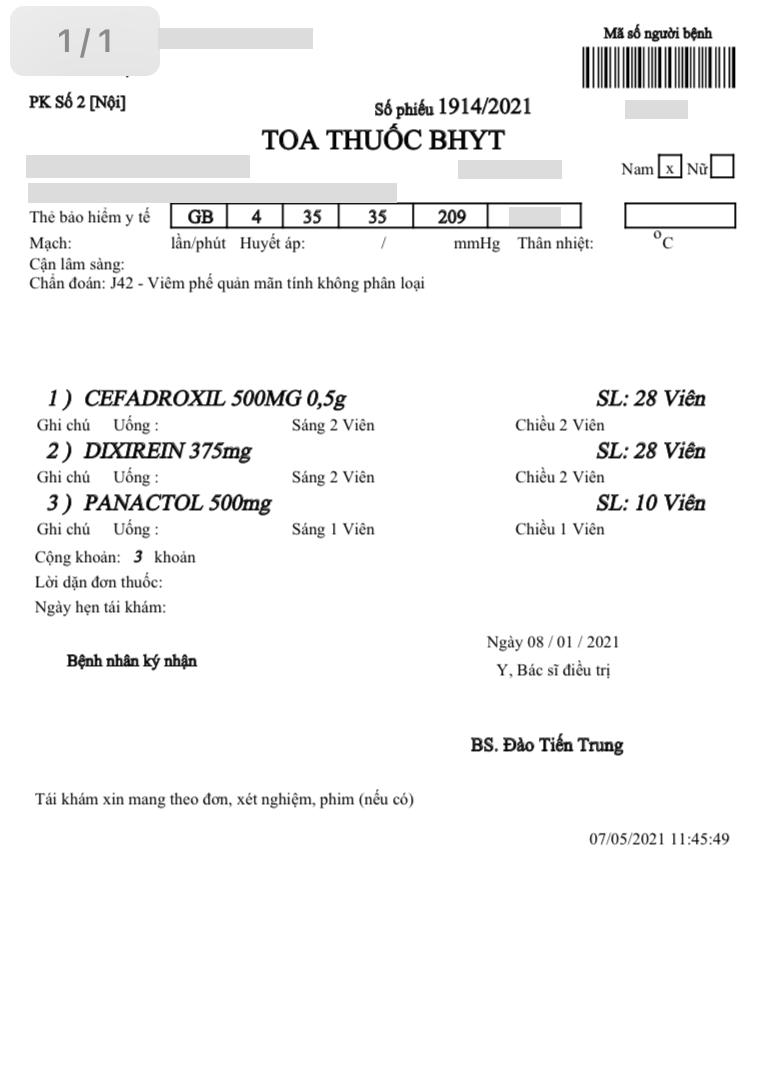 1/1
Mã số người bệnh
PK Số 2 [Nội]
Số phiếu 1914/2021
TOA THUỐC BHYT
Nam x Nữ
Thẻ bảo hiểm y tế GB 4 35 35 209
Mạch: lần/phút Huyết áp: / mmHg Thân nhiệt: °C
Cận lâm sàng:
Chẩn đoán: J42 - Viêm phế quản mãn tính không phân loại
1 ) CEFADROXIL 500MG 0,5g SL: 28 Viên
Ghi chú Uống : Sáng 2 Viên Chiều 2 Viên
2 ) DIXIREIN 375mg SL: 28 Viên
Ghi chú Uống : Sáng 2 Viên Chiều 2 Viên
3 ) PANACTOL 500mg SL: 10 Viên
Ghi chú Uống : Sáng 1 Viên Chiều 1 Viên
Cộng khoản: 3 khoản
Lời dặn đơn thuốc:
Ngày hẹn tái khám:
Ngày 08 / 01 / 2021
Bệnh nhân ký nhận
Y, Bác sĩ điều trị
BS. Đào Tiến Trung
Tái khám xin mang theo đơn, xét nghiệm, phim (nếu có)
07/05/2021 11:45:49